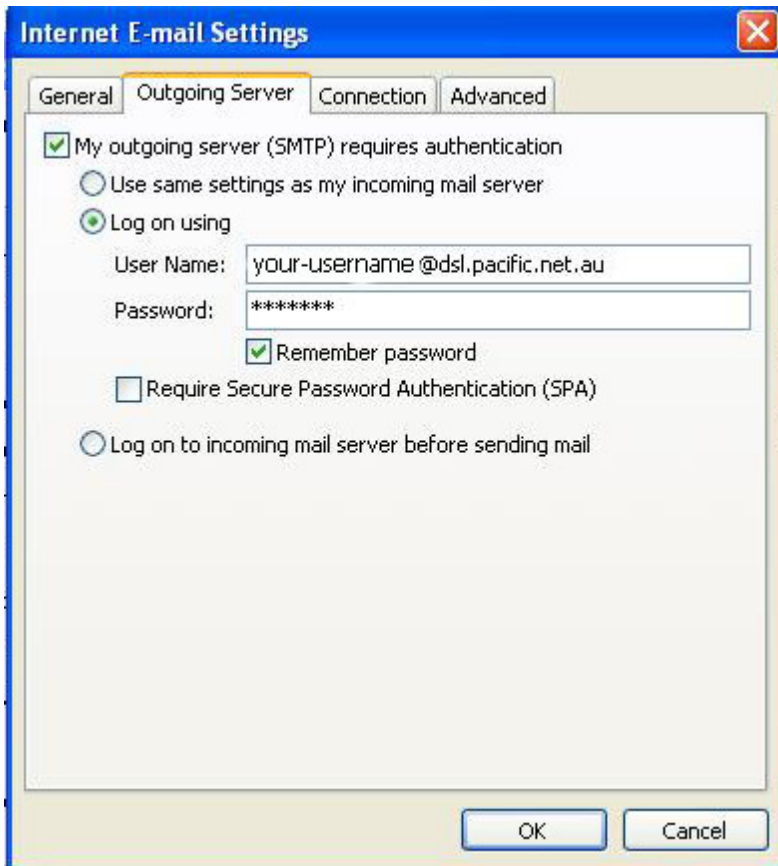 Internet E-mail Settings
General Outgoing Server Connection Advanced
My outgoing server (SMTP) requires authentication
Use same settings as my incoming mail server
Log on using
User Name: your-username @dsl.pacific.net.au
Password: *******
Remember password
Require Secure Password Authentication (SPA)
Log on to incoming mail server before sending mail
OK Cancel